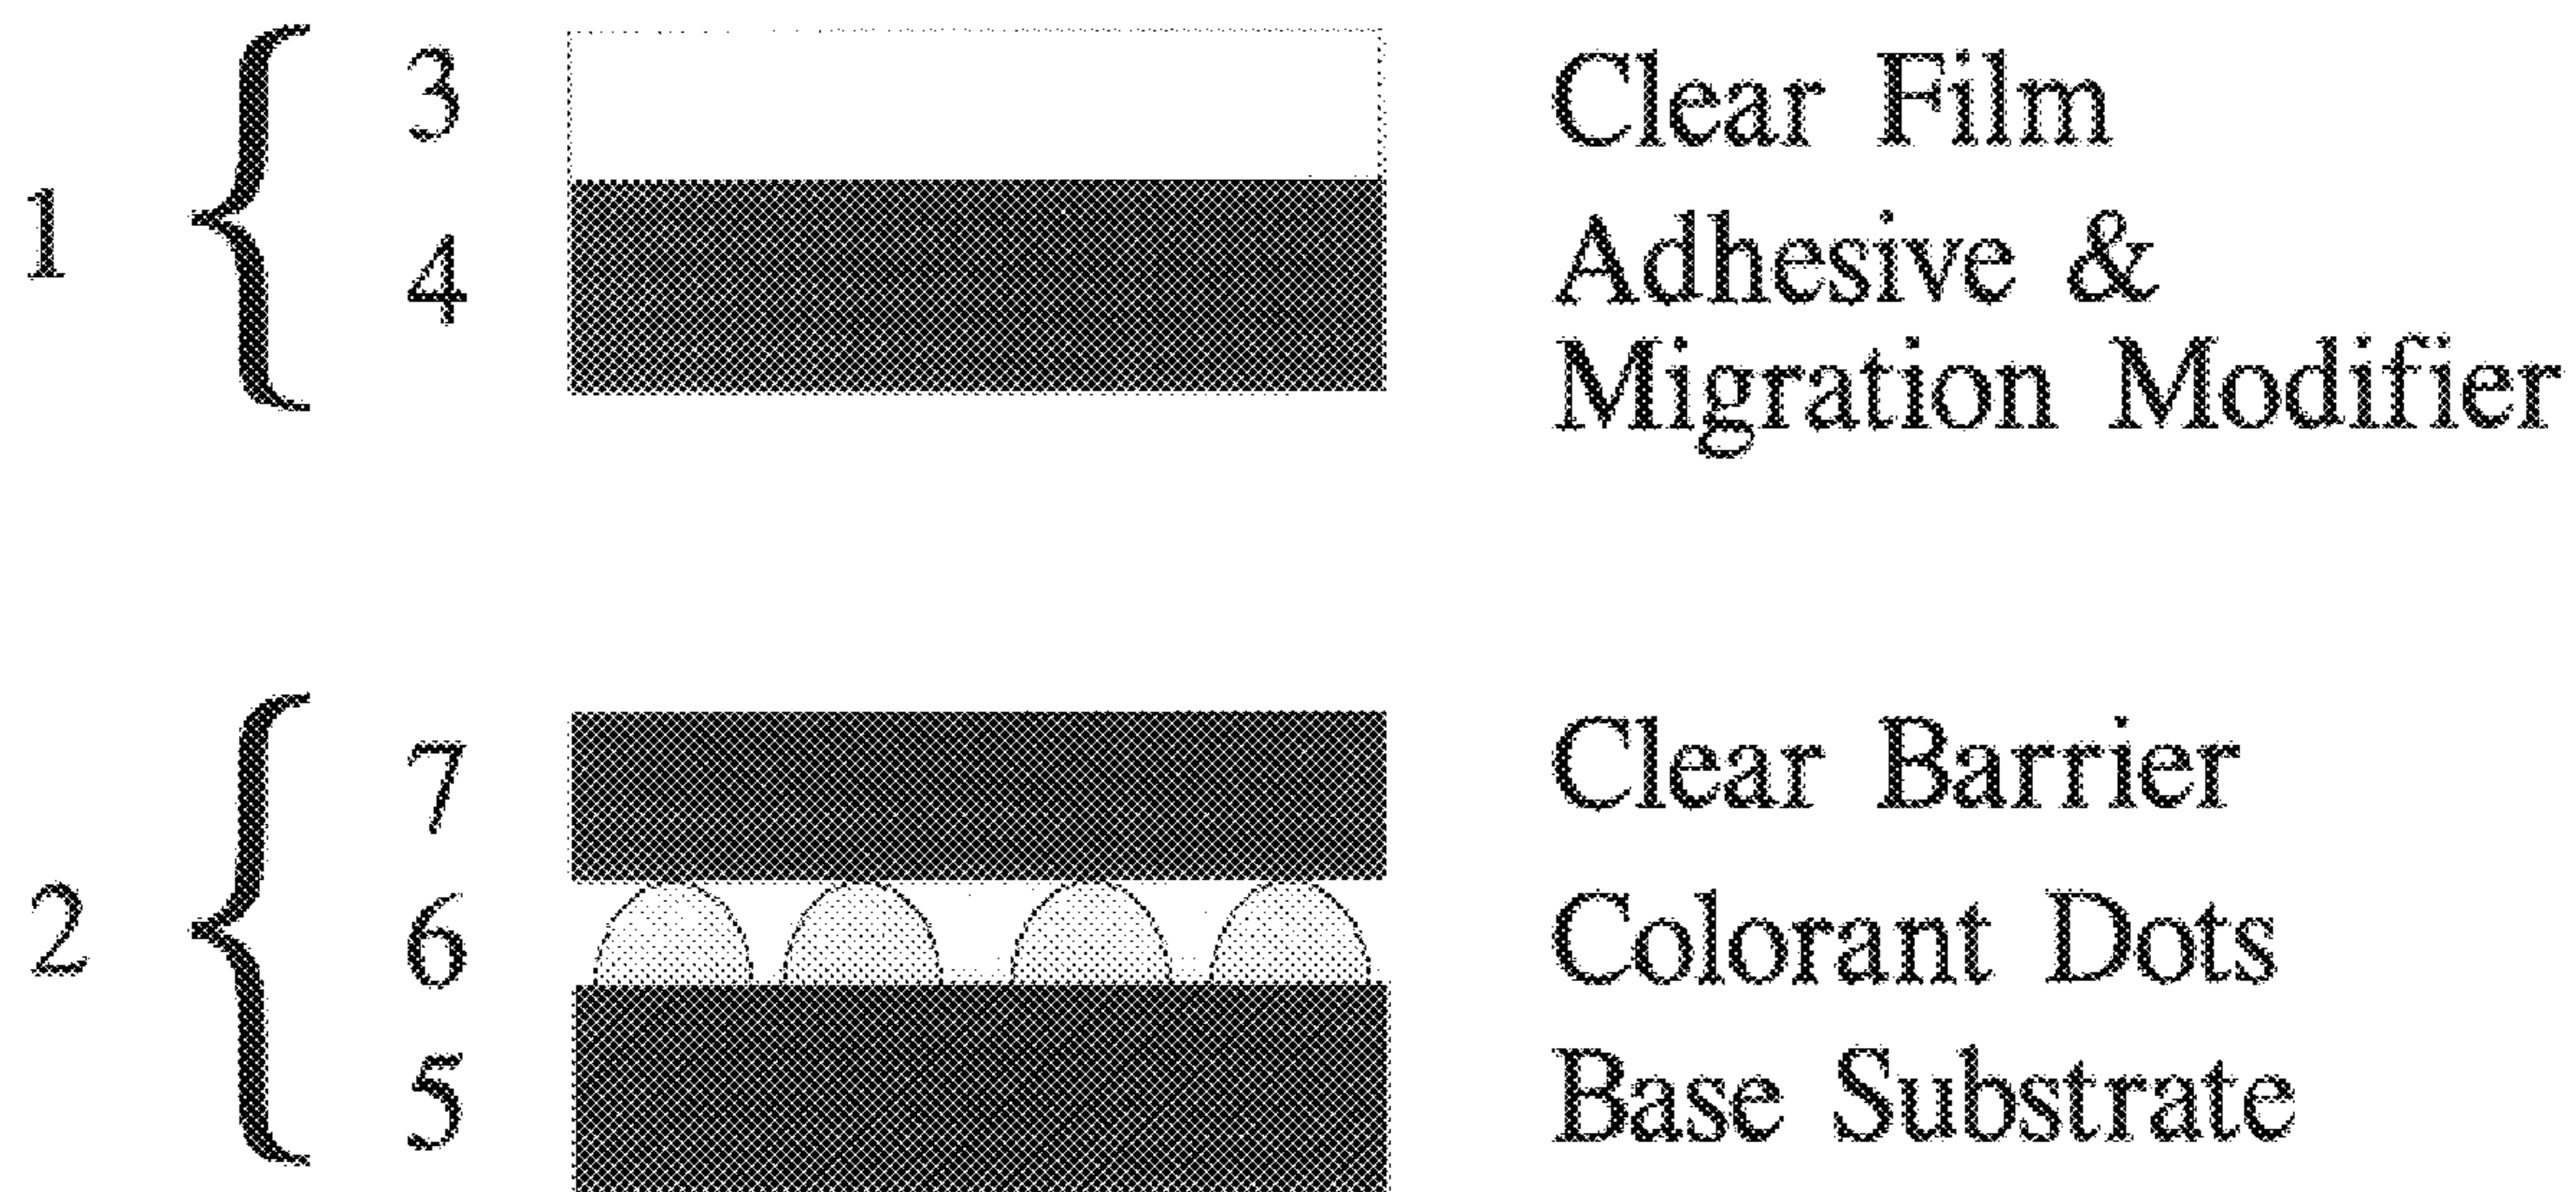 1
3 Clear Film
4 Adhesive &
Migration Modifier
2
7 Clear Barrier
6 Colorant Dots
5 Base Substrate